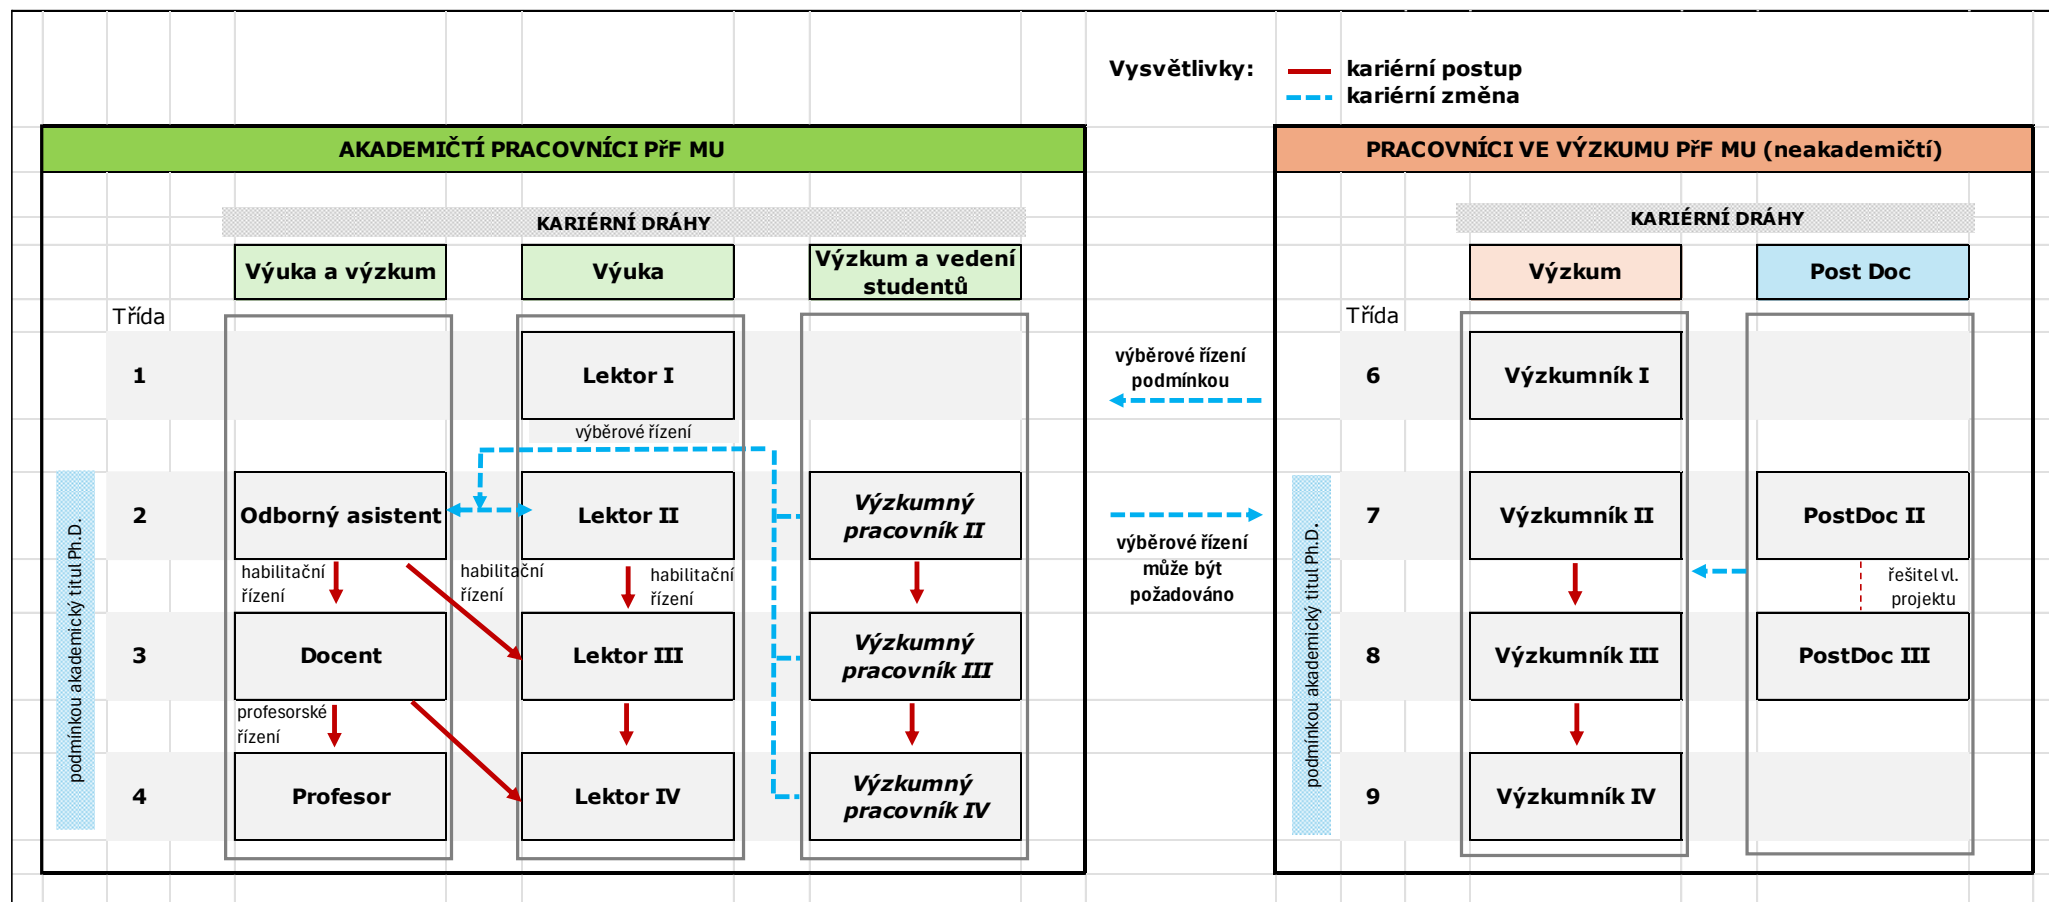 Vysvětlivky:
kariérní postup
kariérní změna
AKADEMIČTÍ PRACOVNÍCI PřF MU
KARIÉRNÍ DRÁHY
Výuka a výzkum
Výuka
Výzkum a vedení
studentů
Třída
1
Lektor I
výběrové řízení
2
Odborný asistent
Lektor II
Výzkumný
pracovník II
habilitační
řízení
habilitační
řízení
habilitační
řízení
3
Docent
Lektor III
Výzkumný
pracovník III
profesorské
řízení
4
Profesor
Lektor IV
Výzkumný
pracovník IV
podmínkou akademický titul Ph.D.
výběrové řízení
podmínkou
výběrové řízení
může být
požadováno
PRACOVNÍCI VE VÝZKUMU PřF MU (neakademičtí)
KARIÉRNÍ DRÁHY
Výzkum
Post Doc
Třída
6
Výzkumník I
7
Výzkumník II
PostDoc II
řešitel vl.
projektu
8
Výzkumník III
PostDoc III
9
Výzkumník IV
podmínkou akademický titul Ph.D.